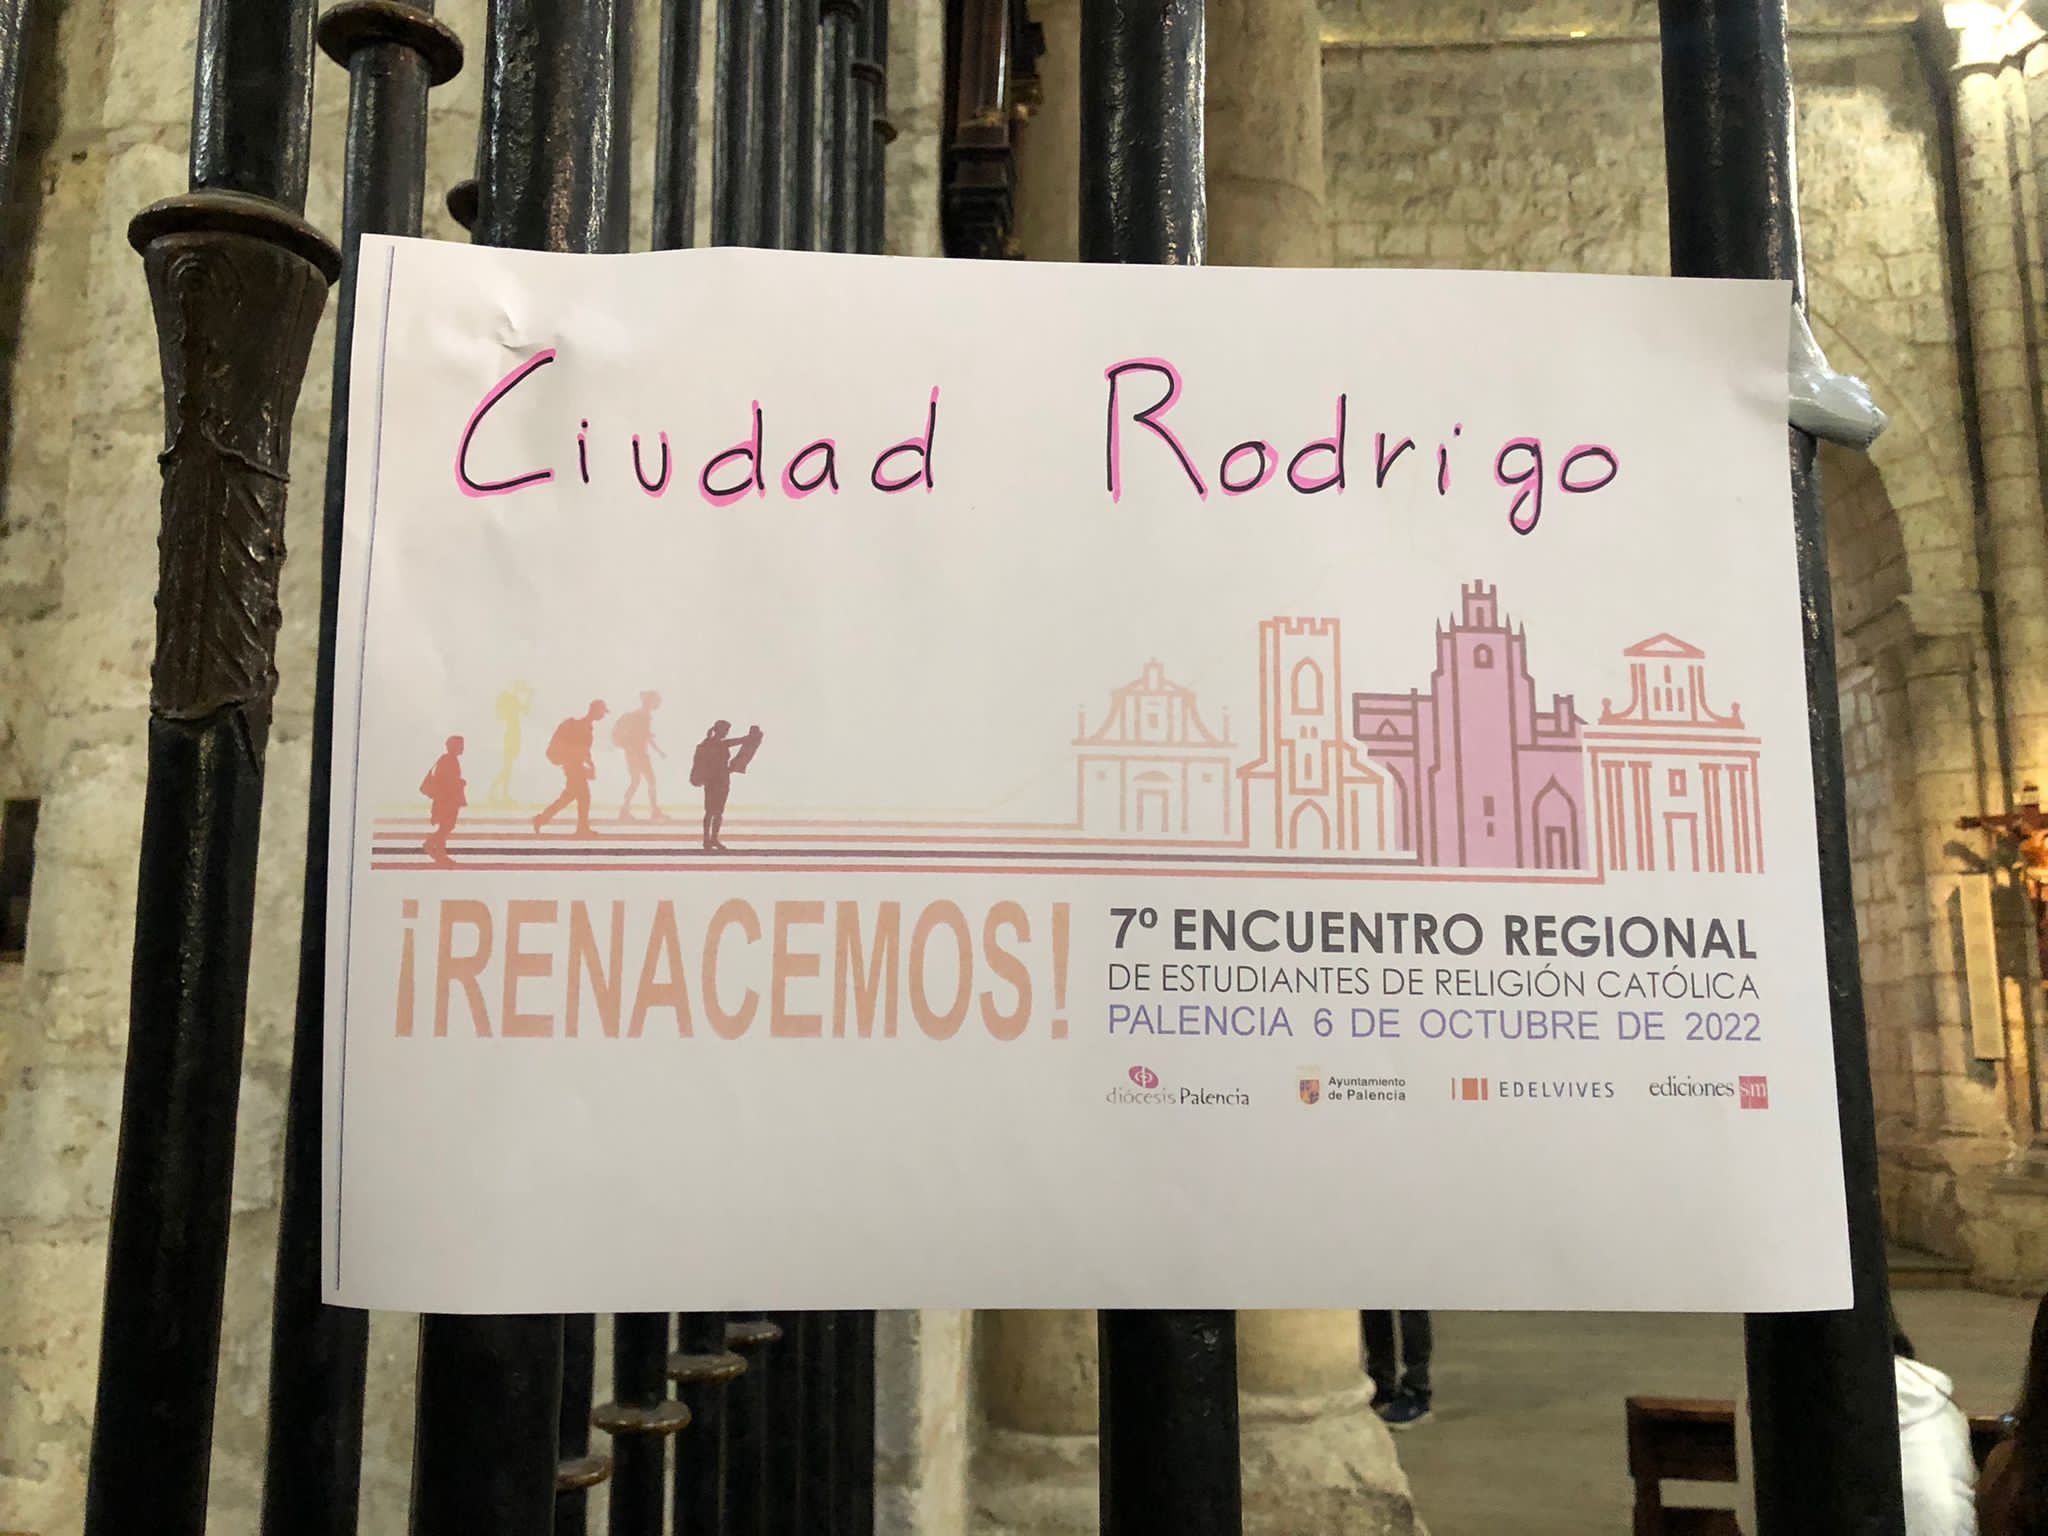 Ciudad Rodrigo
¡RENACEMOS!
7º ENCUENTRO REGIONAL
DE ESTUDIANTES DE RELIGIÓN CATÓLICA
PALENCIA 6 DE OCTUBRE DE 2022
diócesis Palencia
Ayuntamiento
de Palencia
EDELVIVES
ediciones sm